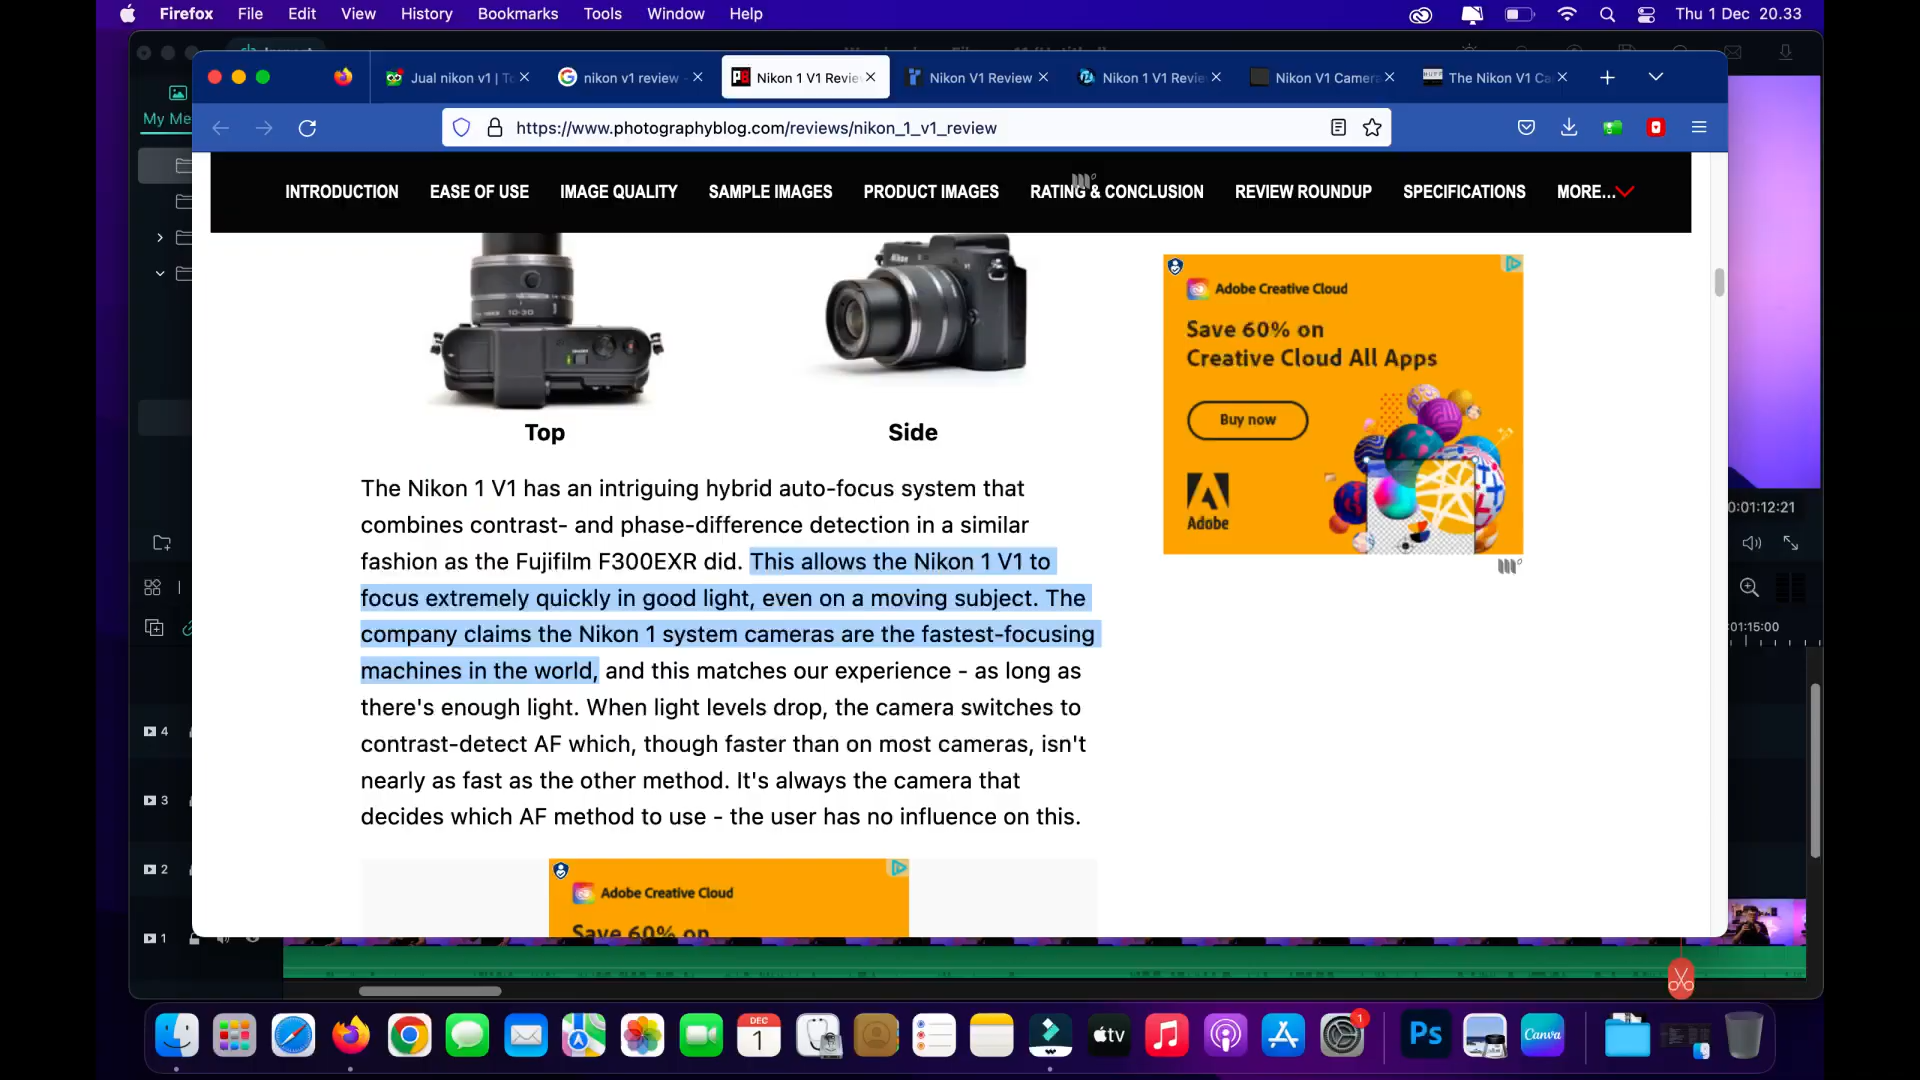 Firefox File Edit View History Bookmarks Tools Window Help Thu 1 Dec 20.33
Jual nikon v1 | To
nikon v1 review
Nikon 1 V1 Revie
Nikon V1 Review
Nikon 1 V1 Revie
Nikon V1 Camera
The Nikon V1 Ca
https://www.photographyblog.com/reviews/nikon_1_v1_review
My Me
INTRODUCTION EASE OF USE IMAGE QUALITY SAMPLE IMAGES PRODUCT IMAGES RATING & CONCLUSION REVIEW ROUNDUP SPECIFICATIONS MORE...
Nikon
10-30
Top
Side
Adobe Creative Cloud
Save 60% on
Creative Cloud All Apps
Buy now
Adobe
The Nikon 1 V1 has an intriguing hybrid auto-focus system that
combines contrast- and phase-difference detection in a similar
fashion as the Fujifilm F300EXR did. This allows the Nikon 1 V1 to
focus extremely quickly in good light, even on a moving subject. The
company claims the Nikon 1 system cameras are the fastest-focusing
machines in the world, and this matches our experience - as long as
there's enough light. When light levels drop, the camera switches to
contrast-detect AF which, though faster than on most cameras, isn't
nearly as fast as the other method. It's always the camera that
decides which AF method to use - the user has no influence on this.
Adobe Creative Cloud
Save 60% on
0:01:12:21
:01:15:00
4
3
2
1
DEC
1
tv
1
Ps
Canva